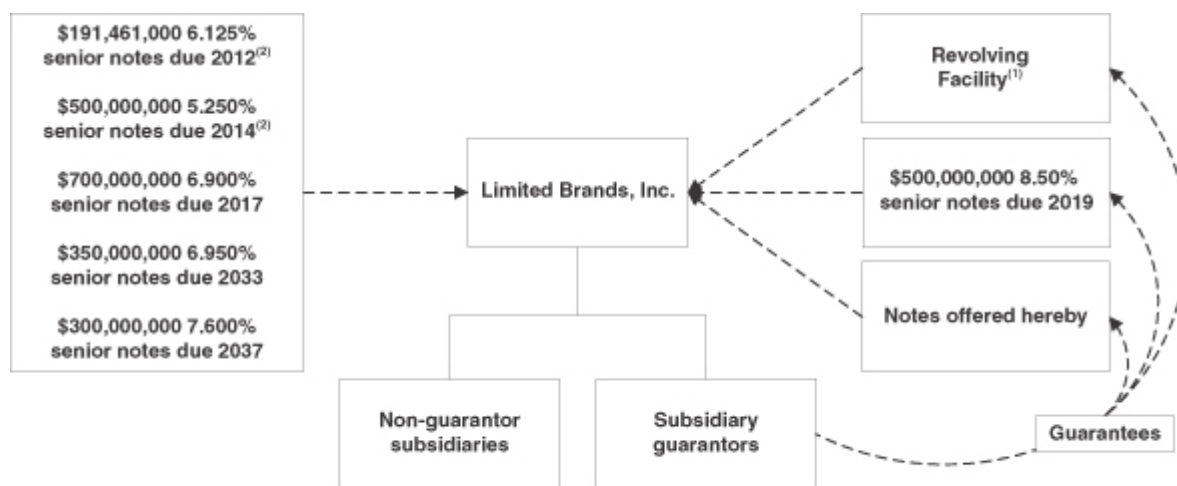 $191,461,000 6.125%
senior notes due 2012(2)
$500,000,000 5.250%
senior notes due 2014(2)
$700,000,000 6.900%
senior notes due 2017
$350,000,000 6.950%
senior notes due 2033
$300,000,000 7.600%
senior notes due 2037
Limited Brands, Inc.
Revolving
Facility(1)
$500,000,000 8.50%
senior notes due 2019
Notes offered hereby
Non-guarantor
subsidiaries
Subsidiary
guarantors
Guarantees